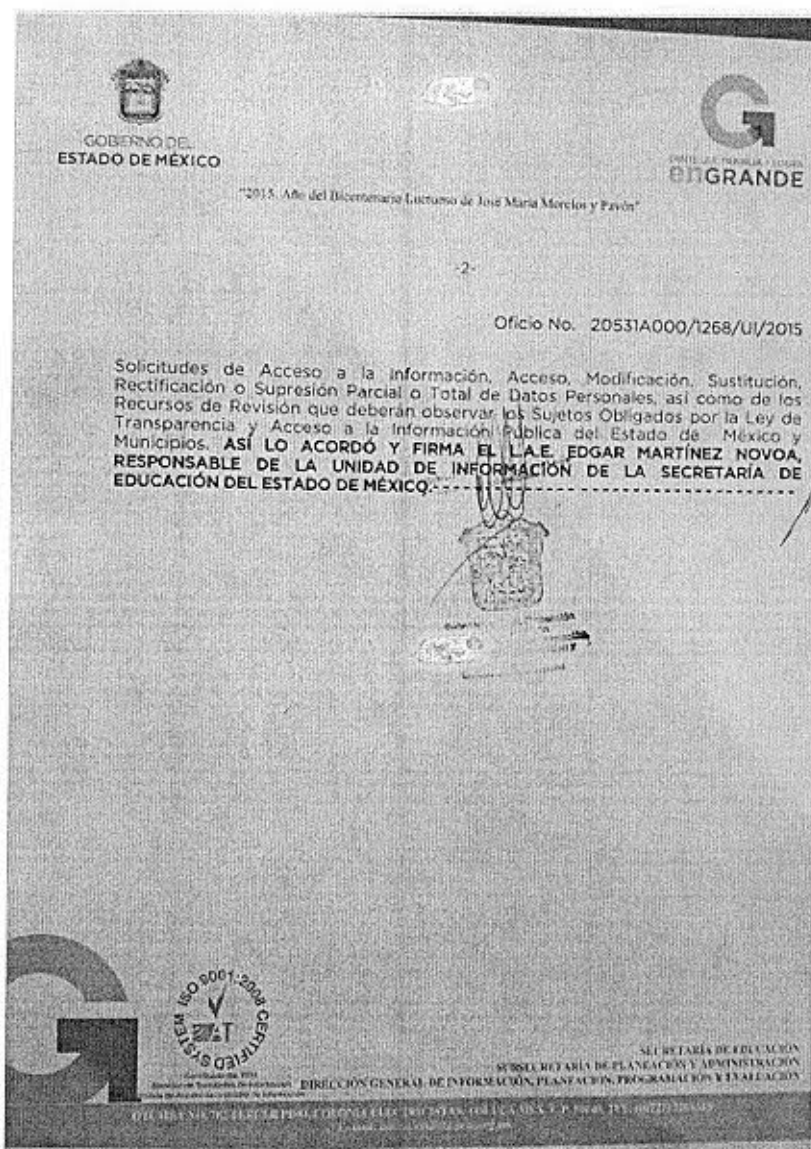 GOBIERNO DEL
ESTADO DE MÉXICO
enGRANDE
"2015. Año del Bicentenario Luctuoso de José María Morelos y Pavón"
-2-
Oficio No. 20531A000/1268/UI/2015
Solicitudes de Acceso a la Información, Acceso, Modificación, Sustitución,
Rectificación o Supresión Parcial o Total de Datos Personales, así como de los
Recursos de Revisión que deberán observar los Sujetos Obligados por la Ley de
Transparencia y Acceso a la Información Pública del Estado de México y
Municipios. ASÍ LO ACORDÓ Y FIRMA EL L.A.E. EDGAR MARTÍNEZ NOVOA,
RESPONSABLE DE LA UNIDAD DE INFORMACIÓN DE LA SECRETARÍA DE
EDUCACIÓN DEL ESTADO DE MÉXICO.------------------------------------
ISO 9001:2008 CERTIFIED SYSTEM
SECRETARÍA DE EDUCACIÓN
SUBSECRETARÍA DE PLANEACIÓN Y ADMINISTRACIÓN
DIRECCIÓN GENERAL DE INFORMACIÓN, PLANEACIÓN, PROGRAMACIÓN Y EVALUACIÓN